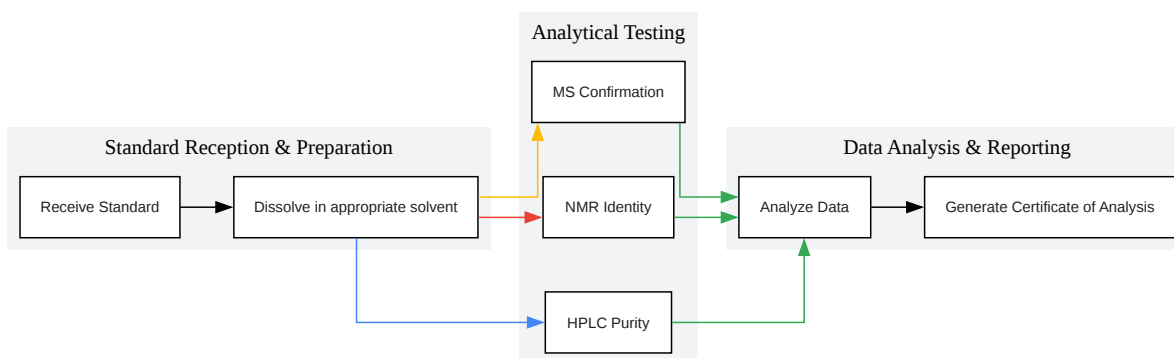 Analytical Testing
MS Confirmation
Standard Reception & Preparation
Data Analysis & Reporting
Receive Standard
Dissolve in appropriate solvent
NMR Identity
Analyze Data
Generate Certificate of Analysis
HPLC Purity